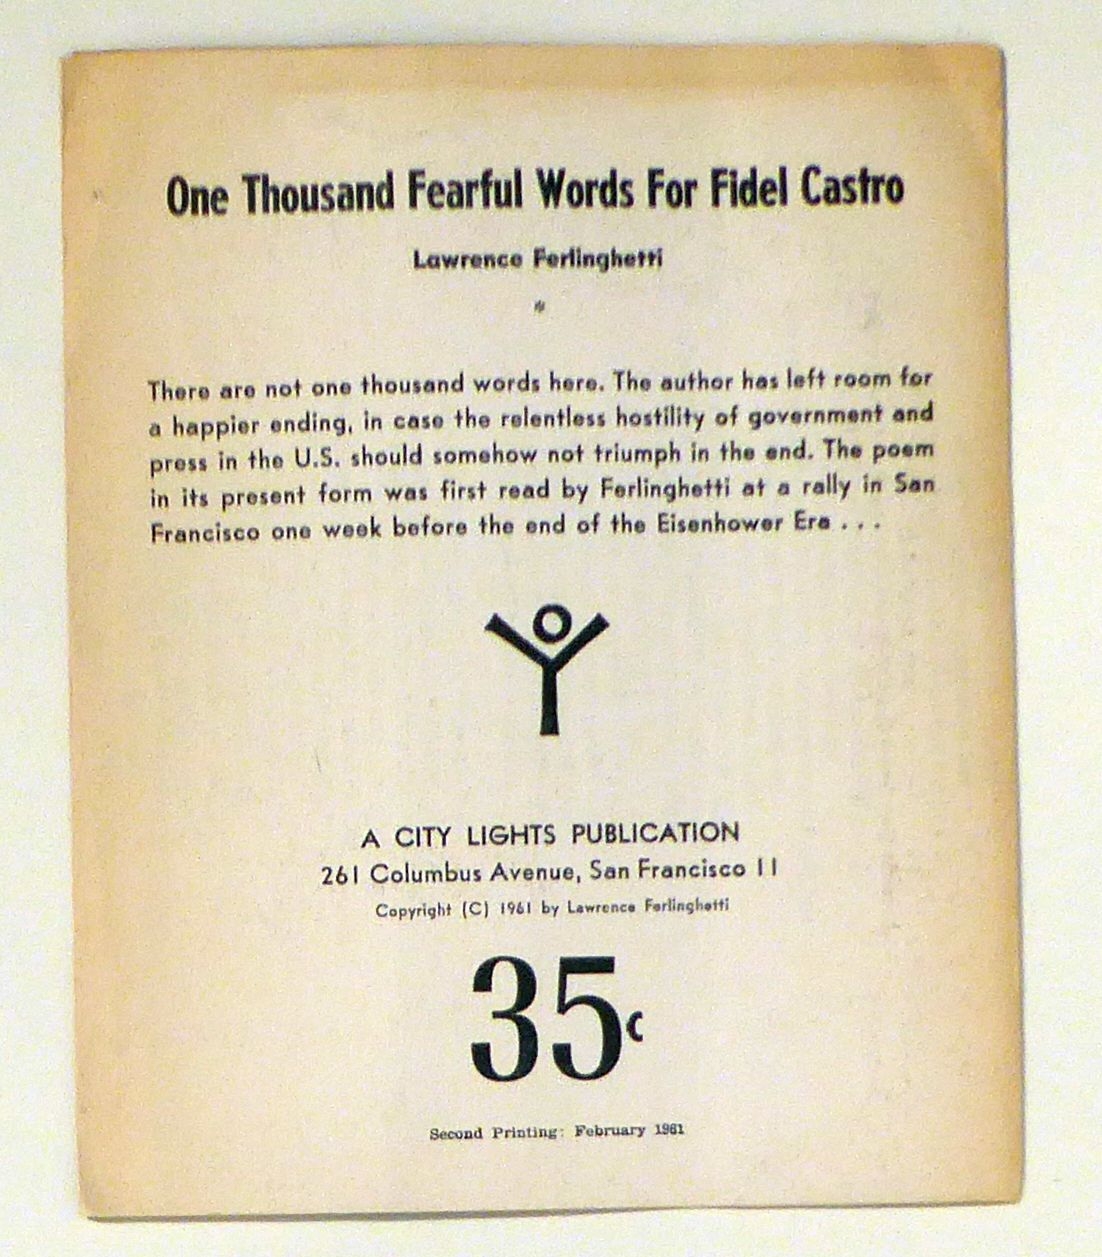 One Thousand Fearful Words For Fidel Castro
Lawrence Ferlinghetti
*
There are not one thousand words here. The author has left room for
a happier ending, in case the relentless hostility of government and
press in the U.S. should somehow not triumph in the end. The poem
in its present form was first read by Ferlinghetti at a rally in San
Francisco one week before the end of the Eisenhower Era . . .
A CITY LIGHTS PUBLICATION
261 Columbus Avenue, San Francisco 11
Copyright (C) 1961 by Lawrence Ferlinghetti
35c
Second Printing: February 1961